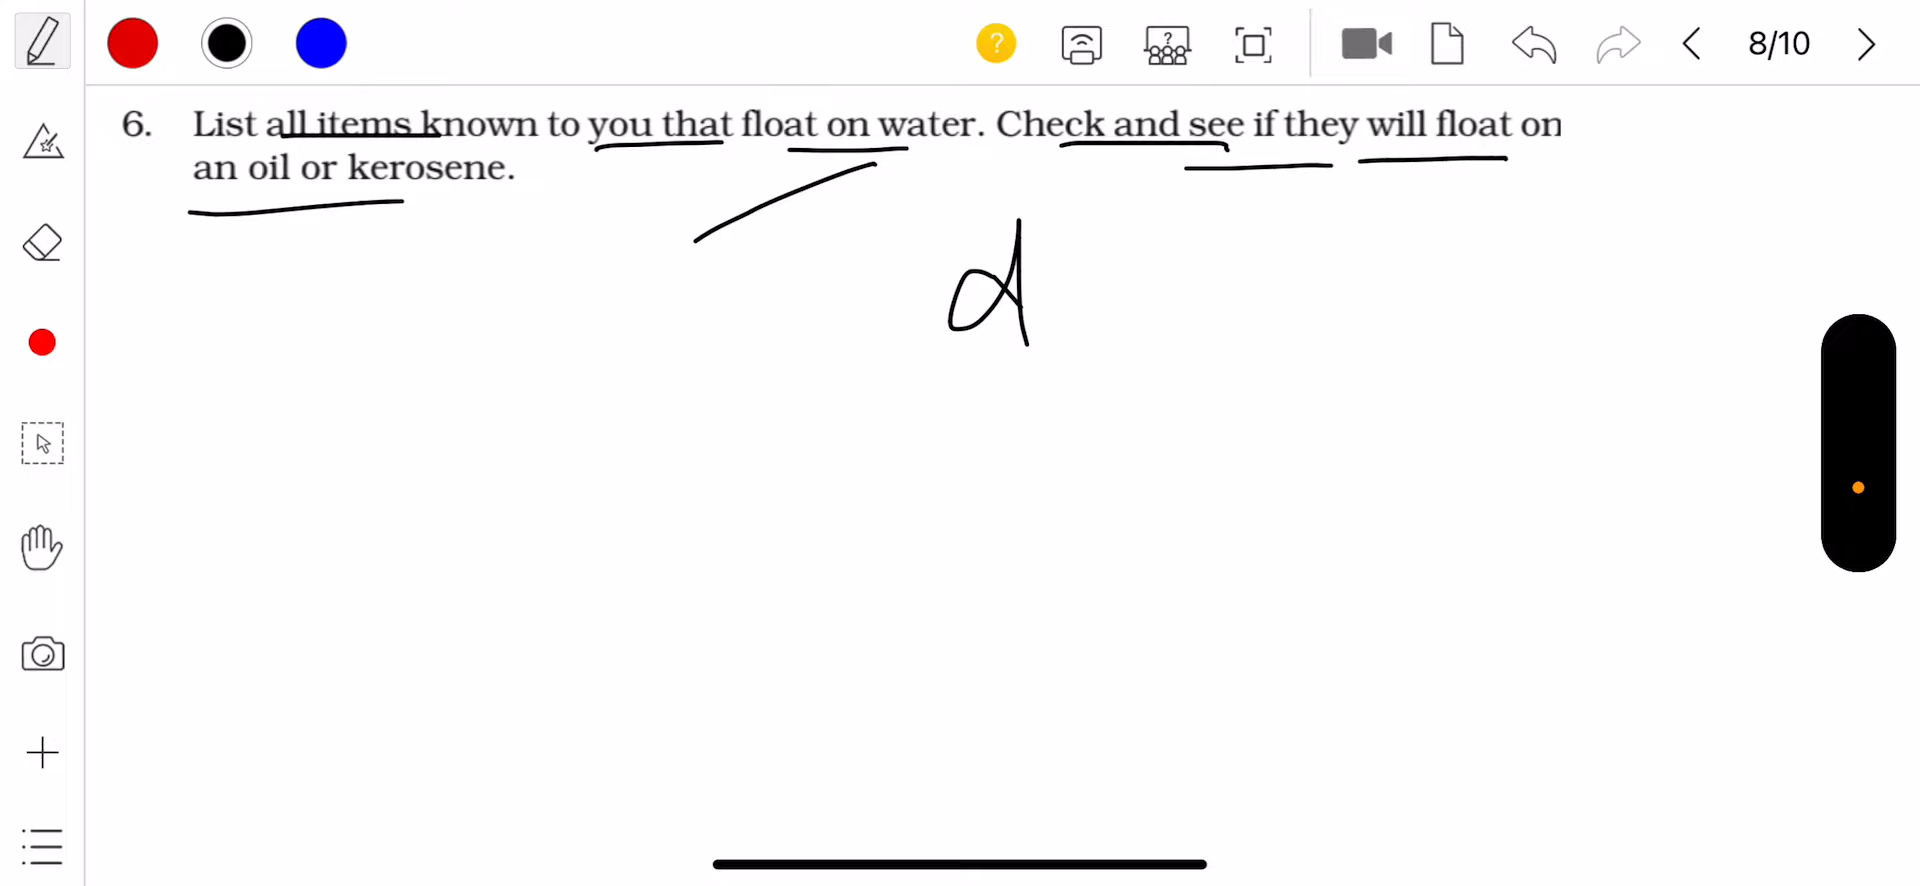 8/10
6. List all items known to you that float on water. Check and see if they will float on
an oil or kerosene.
d